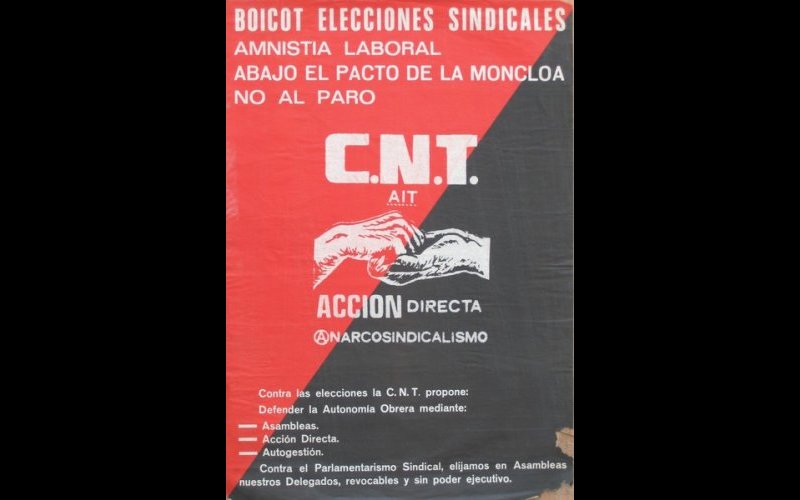 BOICOT ELECCIONES SINDICALES
AMNISTIA LABORAL
ABAJO EL PACTO DE LA MONCLOA
NO AL PARO
C.N.T.
AIT
ACCION DIRECTA
ⒶNARCOSINDICALISMO
Contra las elecciones la C. N. T. propone:
Defender la Autonomía Obrera mediante:
— Asambleas.
— Acción Directa.
— Autogestión.
Contra el Parlamentarismo Sindical, elijamos en Asambleas
nuestros Delegados, revocables y sin poder ejecutivo.